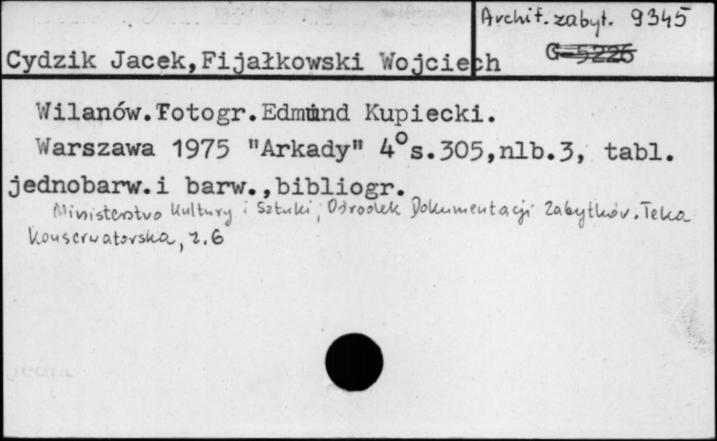 Archit. zabyt. 9345
G-5226
Cydzik Jacek,Fijałkowski Wojciech
Wilanów.Fotogr.Edmund Kupiecki.
Warszawa 1975 "Arkady" 4°s.305,nlb.3, tabl.
jednobarw.i barw.,bibliogr.
Ministerstwo Kultury i Sztuki, Ośrodek Dokumentacji Zabytków. Teka
Konserwatorska, z.6